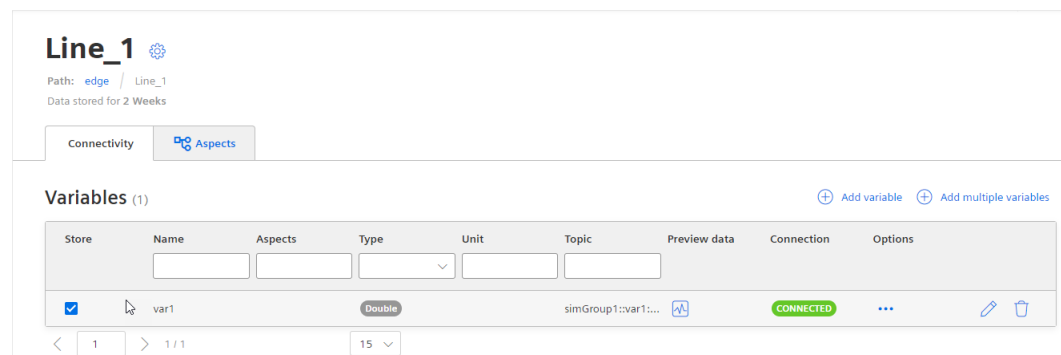 Line_1
Path: edge / Line_1
Data stored for 2 Weeks
Connectivity Aspects
Variables (1) Add variable Add multiple variables
Store Name Aspects Type Unit Topic Preview data Connection Options
var1 Double simGroup1::var1:... CONNECTED ...
1 1 / 1 15